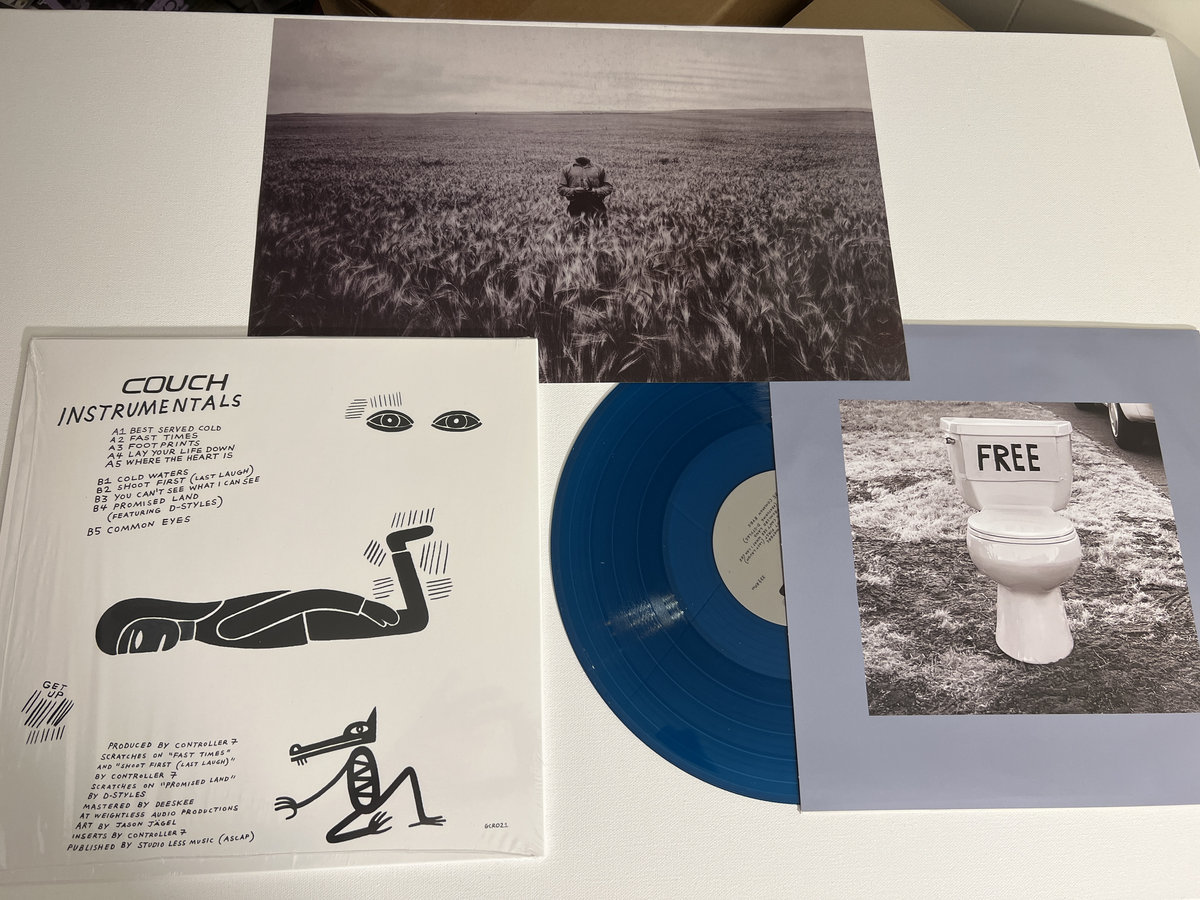 COUCH
INSTRUMENTALS
A1 BEST SERVED COLD
A2 FAST TIMES
A3 FOOTPRINTS
A4 LAY YOUR LIFE DOWN
A5 WHERE THE HEART IS
B1 COLD WATERS
B2 SHOOT FIRST (LAST LAUGH)
B3 YOU CAN'T SEE WHAT I CAN SEE
B4 PROMISED LAND
(FEATURING D-STYLES)
B5 COMMON EYES
GET
UP
PRODUCED BY CONTROLLER 7
SCRATCHES ON "FAST TIMES"
AND "SHOOT FIRST (LAST LAUGH)"
BY CONTROLLER 7
SCRATCHES ON "PROMISED LAND"
BY D-STYLES
MASTERED BY DEESKEE
AT WEIGHTLESS AUDIO PRODUCTIONS
ART BY JASON JÄGEL
INSERTS BY CONTROLLER 7
PUBLISHED BY STUDIO LESS MUSIC (ASCAP)
GCR021
FREE